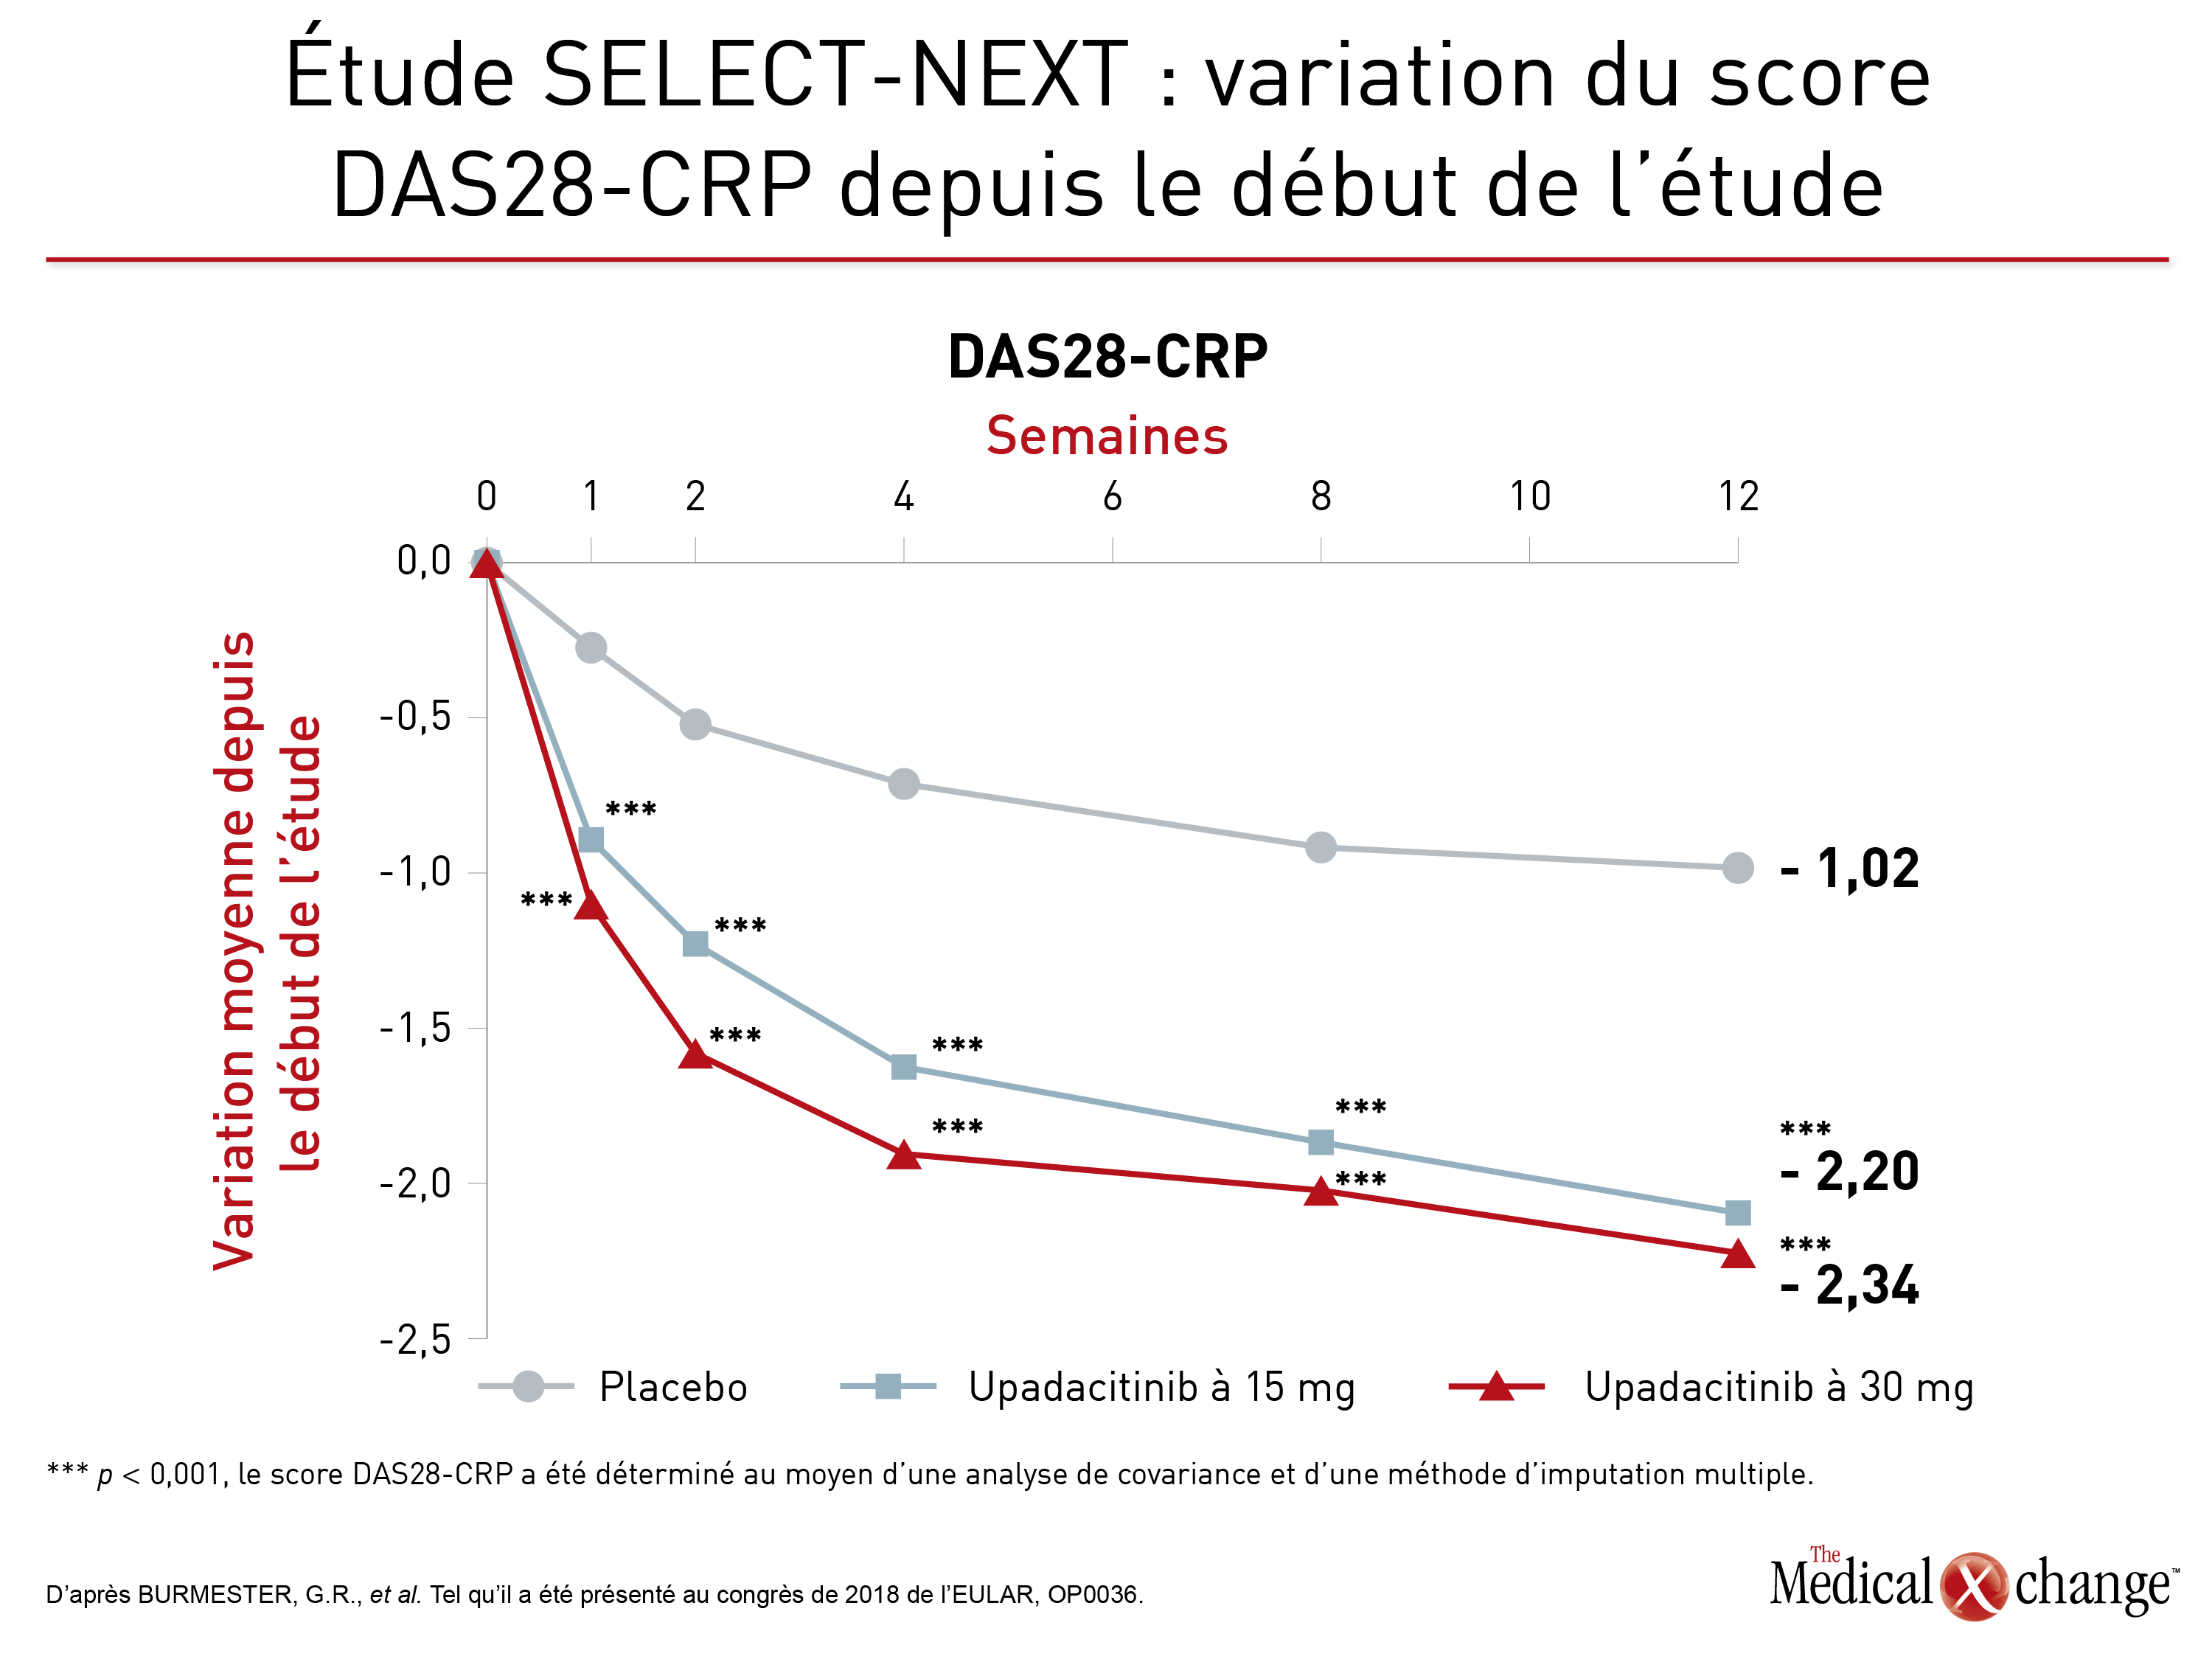 Étude SELECT-NEXT : variation du score
DAS28-CRP depuis le début de l’étude
DAS28-CRP
Semaines
0 1 2 4 6 8 10 12
0,0
-0,5
-1,0
-1,5
-2,0
-2,5
Variation moyenne depuis
le début de l’étude
***
***
***
***
***
***
***
***
- 1,02
***
- 2,20
***
- 2,34
Placebo Upadacitinib à 15 mg Upadacitinib à 30 mg
*** p < 0,001, le score DAS28-CRP a été déterminé au moyen d’une analyse de covariance et d’une méthode d’imputation multiple.
D’après BURMESTER, G.R., et al. Tel qu’il a été présenté au congrès de 2018 de l’EULAR, OP0036.
The
Medical Xchange™